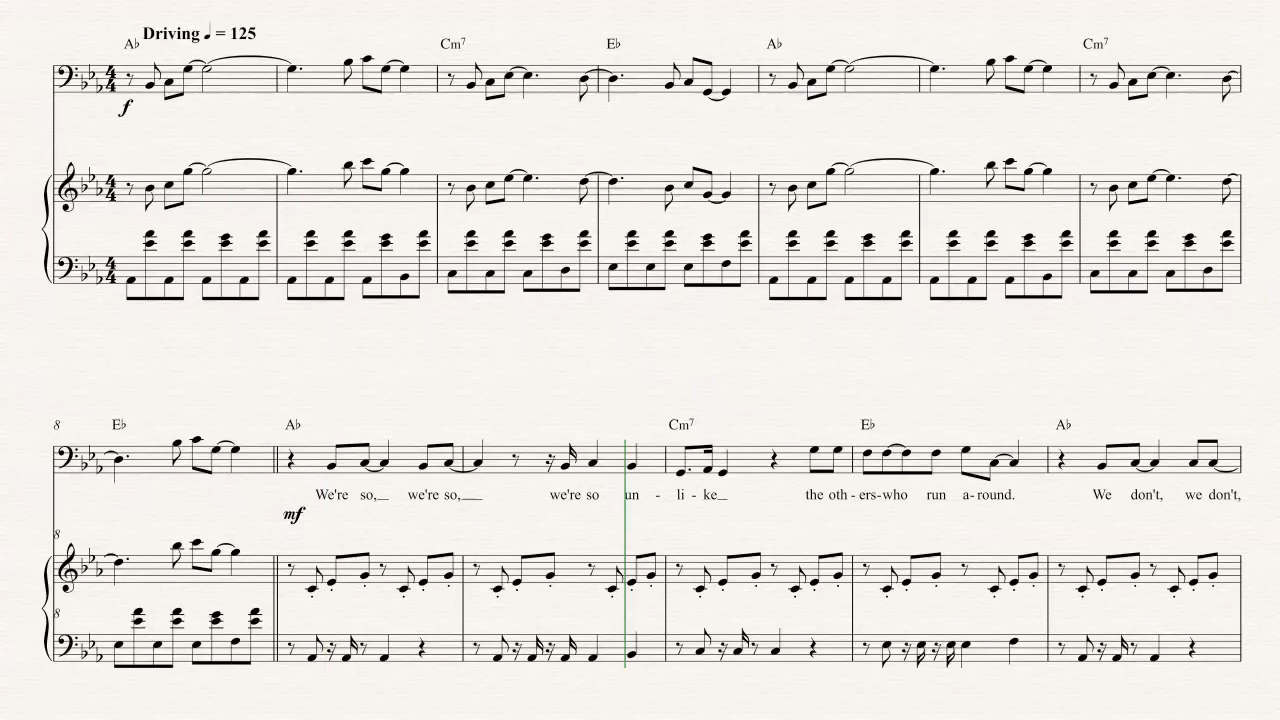 Driving ♩ = 125
A♭ Cm7 E♭ A♭ Cm7
f
8 E♭ A♭ Cm7 E♭ A♭
We're so, we're so, we're so un - li - ke the oth - ers-who run a-round. We don't, we don't,
mf
8
8